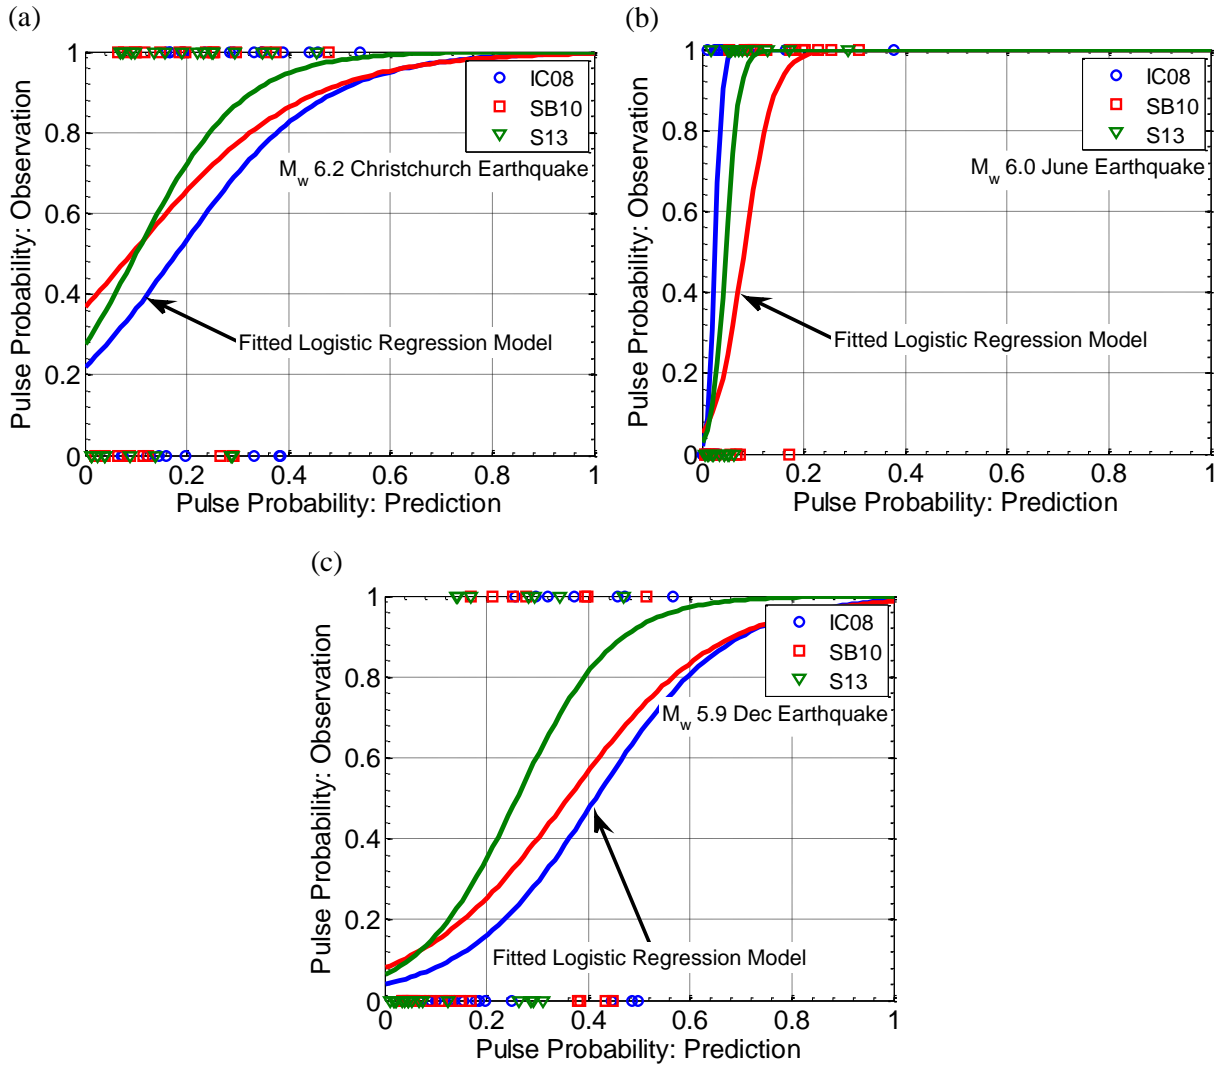 (a)
1
0.8
0.6
0.4
0.2
0
Pulse Probability: Observation
IC08
SB10
S13
Mw 6.2 Christchurch Earthquake
Fitted Logistic Regression Model
0 0.2 0.4 0.6 0.8 1
Pulse Probability: Prediction
(b)
1
0.8
0.6
0.4
0.2
0
Pulse Probability: Observation
IC08
SB10
S13
Mw 6.0 June Earthquake
Fitted Logistic Regression Model
0 0.2 0.4 0.6 0.8 1
Pulse Probability: Prediction
(c)
1
0.8
0.6
0.4
0.2
0
Pulse Probability: Observation
IC08
SB10
S13
Mw 5.9 Dec Earthquake
Fitted Logistic Regression Model
0 0.2 0.4 0.6 0.8 1
Pulse Probability: Prediction